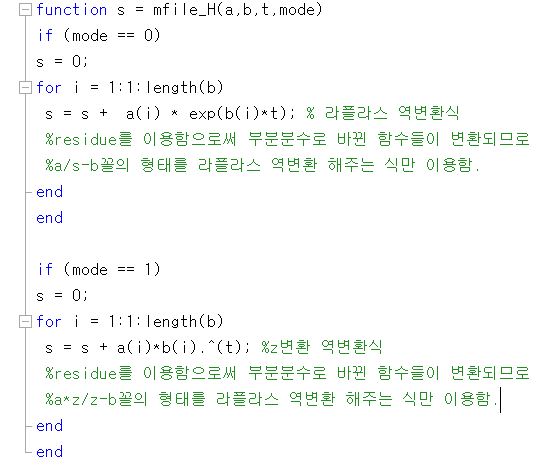 function s = mfile_H(a,b,t,mode)
if (mode == 0)
s = 0;
for i = 1:1:length(b)
s = s +  a(i) * exp(b(i)*t); % 라플라스 역변환식
%residue를 이용함으로써 부분분수로 바뀐 함수들이 변환되므로
%a/s-b꼴의 형태를 라플라스 역변환 해주는 식만 이용함.
end
end
if (mode == 1)
s = 0;
for i = 1:1:length(b)
s = s + a(i)*b(i).^(t); %z변환 역변환식
%residue를 이용함으로써 부분분수로 바뀐 함수들이 변환되므로
%a*z/z-b꼴의 형태를 라플라스 역변환 해주는 식만 이용함.
end
end